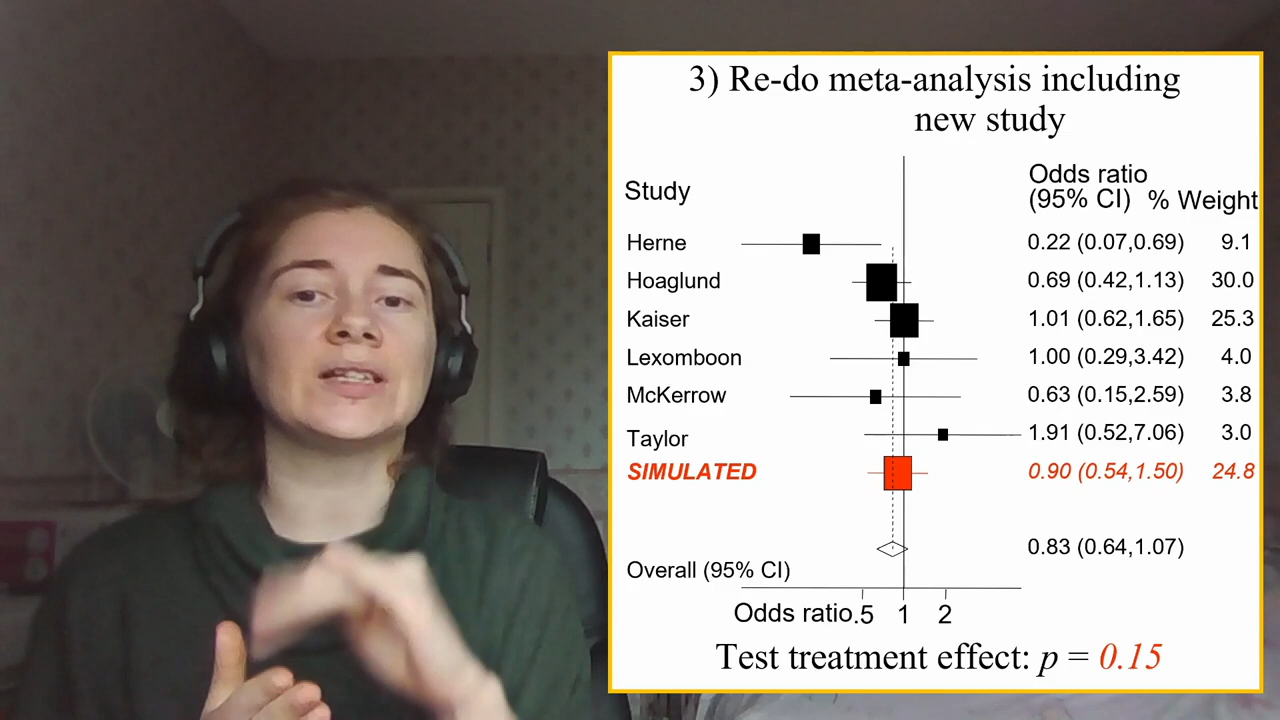 3) Re-do meta-analysis including
new study
Odds ratio
Study (95% CI) % Weight
Herne 0.22 (0.07,0.69) 9.1
Hoaglund 0.69 (0.42,1.13) 30.0
Kaiser 1.01 (0.62,1.65) 25.3
Lexomboon 1.00 (0.29,3.42) 4.0
McKerrow 0.63 (0.15,2.59) 3.8
Taylor 1.91 (0.52,7.06) 3.0
SIMULATED 0.90 (0.54,1.50) 24.8
0.83 (0.64,1.07)
Overall (95% CI)
Odds ratio .5 1 2
Test treatment effect: p = 0.15